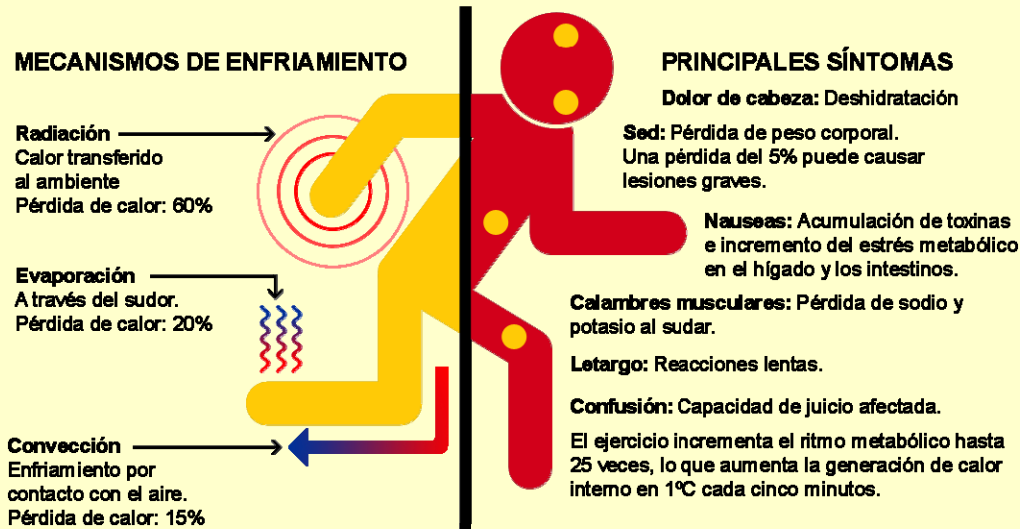 MECANISMOS DE ENFRIAMIENTO
Radiación
Calor transferido
al ambiente
Pérdida de calor: 60%
Evaporación
A través del sudor.
Pérdida de calor: 20%
Convección
Enfriamiento por
contacto con el aire.
Pérdida de calor: 15%
PRINCIPALES SÍNTOMAS
Dolor de cabeza: Deshidratación
Sed: Pérdida de peso corporal.
Una pérdida del 5% puede causar
lesiones graves.
Nauseas: Acumulación de toxinas
e incremento del estrés metabólico
en el hígado y los intestinos.
Calambres musculares: Pérdida de sodio y
potasio al sudar.
Letargo: Reacciones lentas.
Confusión: Capacidad de juicio afectada.
El ejercicio incrementa el ritmo metabólico hasta
25 veces, lo que aumenta la generación de calor
interno en 1ºC cada cinco minutos.